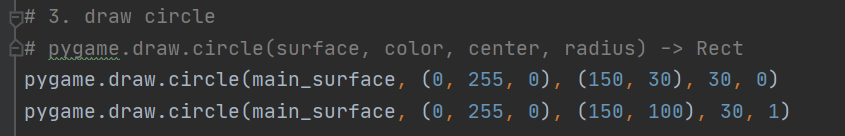 # 3. draw circle
# pygame.draw.circle(surface, color, center, radius) -> Rect
pygame.draw.circle(main_surface, (0, 255, 0), (150, 30), 30, 0)
pygame.draw.circle(main_surface, (0, 255, 0), (150, 100), 30, 1)